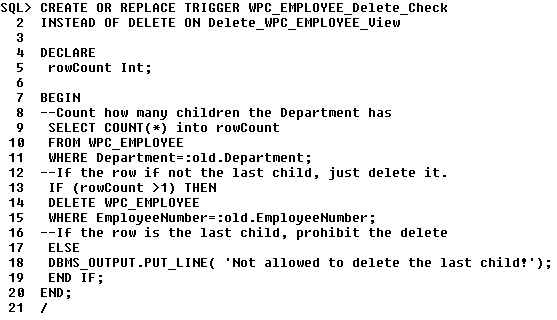 SQL> CREATE OR REPLACE TRIGGER WPC_EMPLOYEE_Delete_Check
2 INSTEAD OF DELETE ON Delete_WPC_EMPLOYEE_View
3
4 DECLARE
5 rowCount Int;
6
7 BEGIN
8 --Count how many children the Department has
9 SELECT COUNT(*) into rowCount
10 FROM WPC_EMPLOYEE
11 WHERE Department=:old.Department;
12 --If the row if not the last child, just delete it.
13 IF (rowCount >1) THEN
14 DELETE WPC_EMPLOYEE
15 WHERE EmployeeNumber=:old.EmployeeNumber;
16 --If the row is the last child, prohibit the delete
17 ELSE
18 DBMS_OUTPUT.PUT_LINE( 'Not allowed to delete the last child!');
19 END IF;
20 END;
21 /